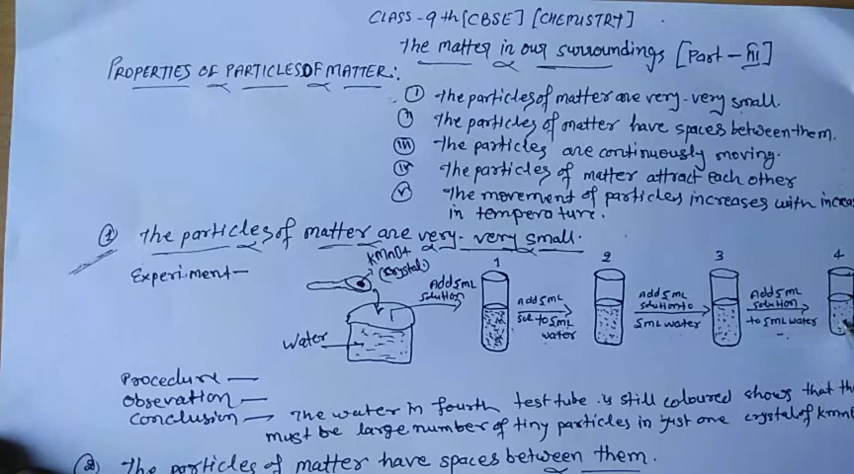 CLASS-9th [CBSE] [CHEMISTRY]
The matter in our surroundings [Part-III]
PROPERTIES OF PARTICLES OF MATTER:-
(i) The particles of matter are very-very small.
(ii) The particles of matter have spaces between them.
(iii) The particles are continuously moving.
(iv) The particles of matter attract each other
(v) The movement of particles increases with increa
in temperature.
(1) The particles of matter are very-very small.
Experiment-
KMnO4
(crystal)
Water
Add 5mL
solution
1
Add 5mL
sol to 5mL
water
2
Add 5mL
solution to
5mL water
3
Add 5mL
solution
to 5mL water
4
Procedure —
Obsevation —
Conclusion → The water in fourth test tube is still coloured shows that th
must be large number of tiny particles in just one crystal of kmn
(2) The particles of matter have spaces between them.